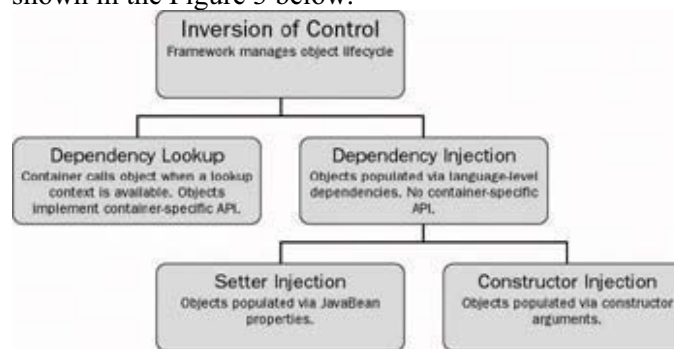 shown in the Figure 3 below.
Inversion of Control
Framework manages object lifecycle
Dependency Lookup
Container calls object when a lookup
context is available. Objects
implement container-specific API.
Dependency Injection
Objects populated via language-level
dependencies. No container-specific
API.
Setter Injection
Objects populated via JavaBean
properties.
Constructor Injection
Objects populated via constructor
arguments.